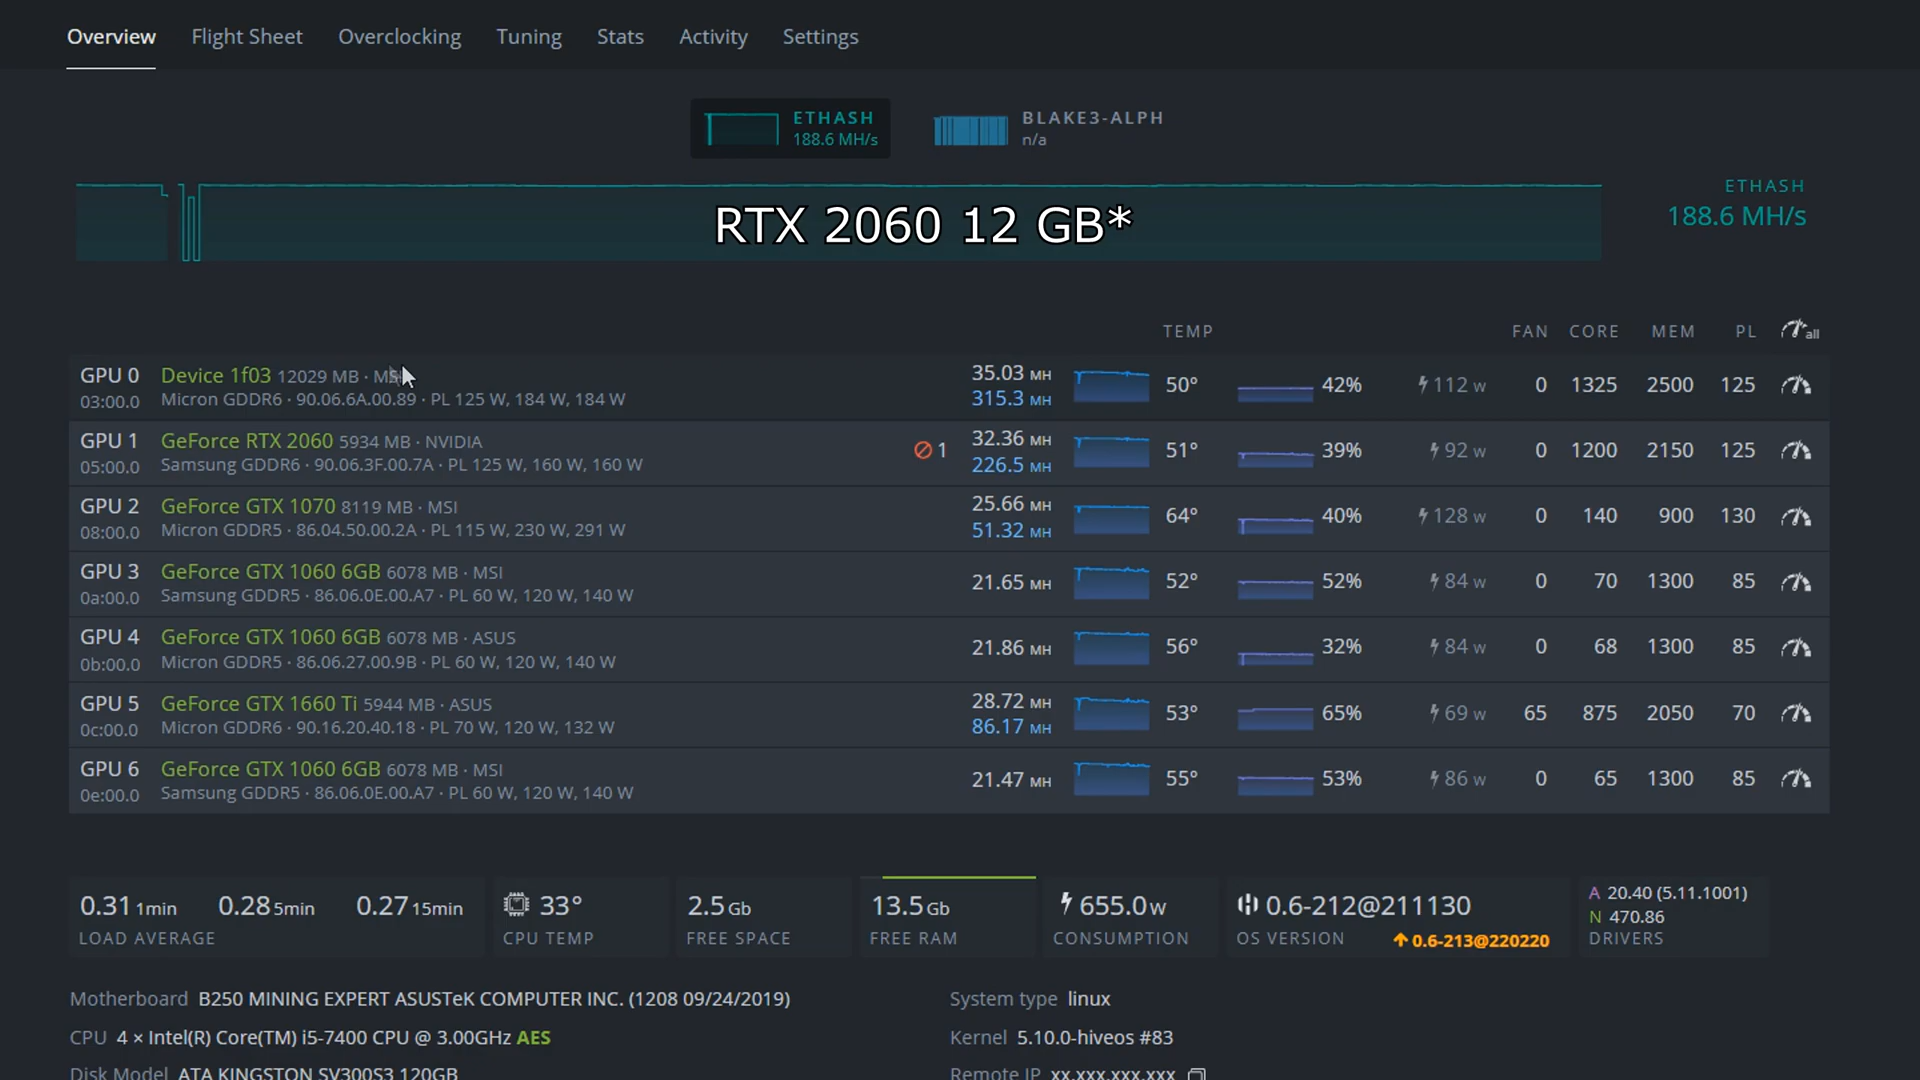 Overview Flight Sheet Overclocking Tuning Stats Activity Settings
ETHASH
188.6 MH/s
BLAKE3-ALPH
n/a
ETHASH
188.6 MH/s
RTX 2060 12 GB*
TEMP FAN CORE MEM PL all
GPU 0 Device 1f03 12029 MB · MSI 35.03 MH 50° 42% 112 W 0 1325 2500 125
03:00.0 Micron GDDR6 · 90.06.6A.00.89 · PL 125 W, 184 W, 184 W 315.3 MH
GPU 1 GeForce RTX 2060 5934 MB · NVIDIA 1 32.36 MH 51° 39% 92 W 0 1200 2150 125
05:00.0 Samsung GDDR6 · 90.06.3F.00.7A · PL 125 W, 160 W, 160 W 226.5 MH
GPU 2 GeForce GTX 1070 8119 MB · MSI 25.66 MH 64° 40% 128 W 0 140 900 130
08:00.0 Micron GDDR5 · 86.04.50.00.2A · PL 115 W, 230 W, 291 W 51.32 MH
GPU 3 GeForce GTX 1060 6GB 6078 MB · MSI 21.65 MH 52° 52% 84 W 0 70 1300 85
0a:00.0 Samsung GDDR5 · 86.06.0E.00.A7 · PL 60 W, 120 W, 140 W
GPU 4 GeForce GTX 1060 6GB 6078 MB · ASUS 21.86 MH 56° 32% 84 W 0 68 1300 85
0b:00.0 Micron GDDR5 · 86.06.27.00.9B · PL 60 W, 120 W, 140 W
GPU 5 GeForce GTX 1660 Ti 5944 MB · ASUS 28.72 MH 53° 65% 69 W 65 875 2050 70
0c:00.0 Micron GDDR6 · 90.16.20.40.18 · PL 70 W, 120 W, 132 W 86.17 MH
GPU 6 GeForce GTX 1060 6GB 6078 MB · MSI 21.47 MH 55° 53% 86 W 0 65 1300 85
0e:00.0 Samsung GDDR5 · 86.06.0E.00.A7 · PL 60 W, 120 W, 140 W
0.31 1min 0.28 5min 0.27 15min
LOAD AVERAGE
33°
CPU TEMP
2.5 Gb
FREE SPACE
13.5 Gb
FREE RAM
655.0 W
CONSUMPTION
0.6-212@211130
OS VERSION 0.6-213@220220
A 20.40 (5.11.1001)
N 470.86
DRIVERS
Motherboard B250 MINING EXPERT ASUSTeK COMPUTER INC. (1208 09/24/2019)
System type linux
CPU 4 × Intel(R) Core(TM) i5-7400 CPU @ 3.00GHz AES
Kernel 5.10.0-hiveos #83
Disk Model ATA KINGSTON SV300S3 120GB
Remote IP xx.xxx.xxx.xxx